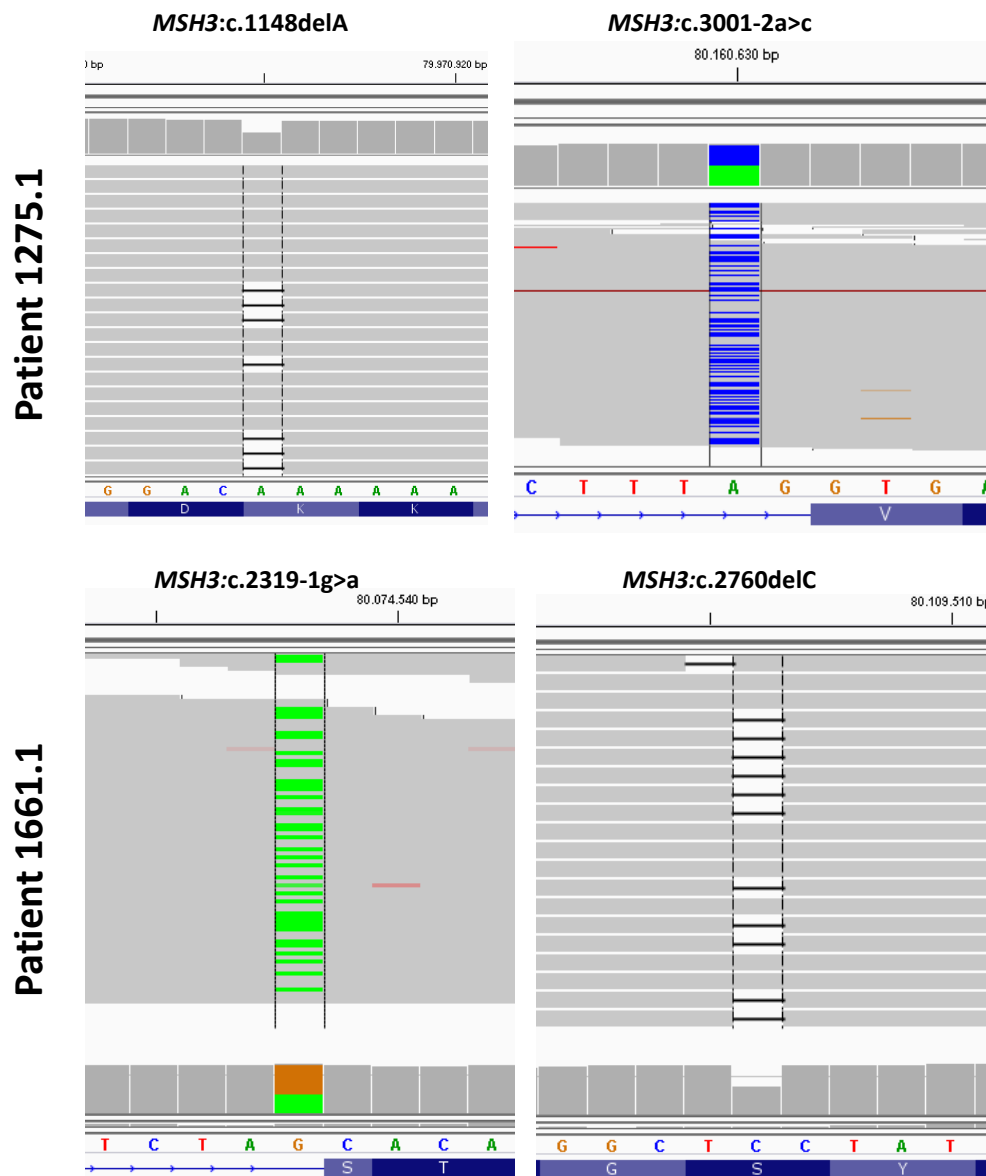 MSH3:c.1148delA
MSH3:c.3001-2a>c
Patient 1275.1
) bp
79.970.920 bp
80.160.630 bp
G G A C A A A A A A
D K K
C T T T A G G T G A
V
MSH3:c.2319-1g>a
MSH3:c.2760delC
Patient 1661.1
80.074.540 bp
80.109.510 bp
T C T A G C A C A
S T
G G C T C C T A T
G S Y